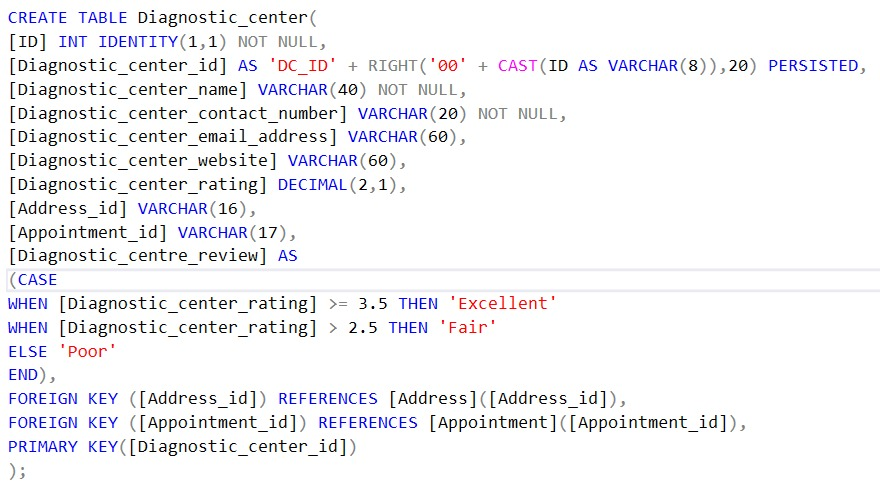 CREATE TABLE Diagnostic_center(
[ID] INT IDENTITY(1,1) NOT NULL,
[Diagnostic_center_id] AS 'DC_ID' + RIGHT('00' + CAST(ID AS VARCHAR(8)),20) PERSISTED,
[Diagnostic_center_name] VARCHAR(40) NOT NULL,
[Diagnostic_center_contact_number] VARCHAR(20) NOT NULL,
[Diagnostic_center_email_address] VARCHAR(60),
[Diagnostic_center_website] VARCHAR(60),
[Diagnostic_center_rating] DECIMAL(2,1),
[Address_id] VARCHAR(16),
[Appointment_id] VARCHAR(17),
[Diagnostic_centre_review] AS
(CASE
WHEN [Diagnostic_center_rating] >= 3.5 THEN 'Excellent'
WHEN [Diagnostic_center_rating] > 2.5 THEN 'Fair'
ELSE 'Poor'
END),
FOREIGN KEY ([Address_id]) REFERENCES [Address]([Address_id]),
FOREIGN KEY ([Appointment_id]) REFERENCES [Appointment]([Appointment_id]),
PRIMARY KEY([Diagnostic_center_id])
);